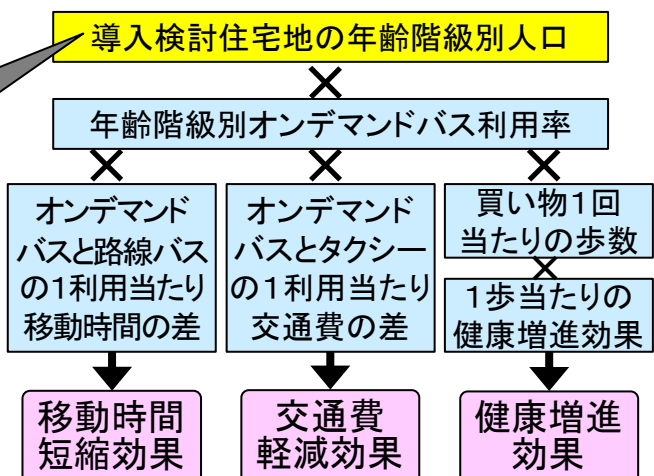 導入検討住宅地の年齢階級別人口
×
年齢階級別オンデマンドバス利用率
×
×
×
オンデマンド
バスと路線バス
の1利用当たり
移動時間の差
オンデマンド
バスとタクシー
の1利用当たり
交通費の差
買い物1回
当たりの歩数
×
1歩当たりの
健康増進効果
移動時間
短縮効果
交通費
軽減効果
健康増進
効果